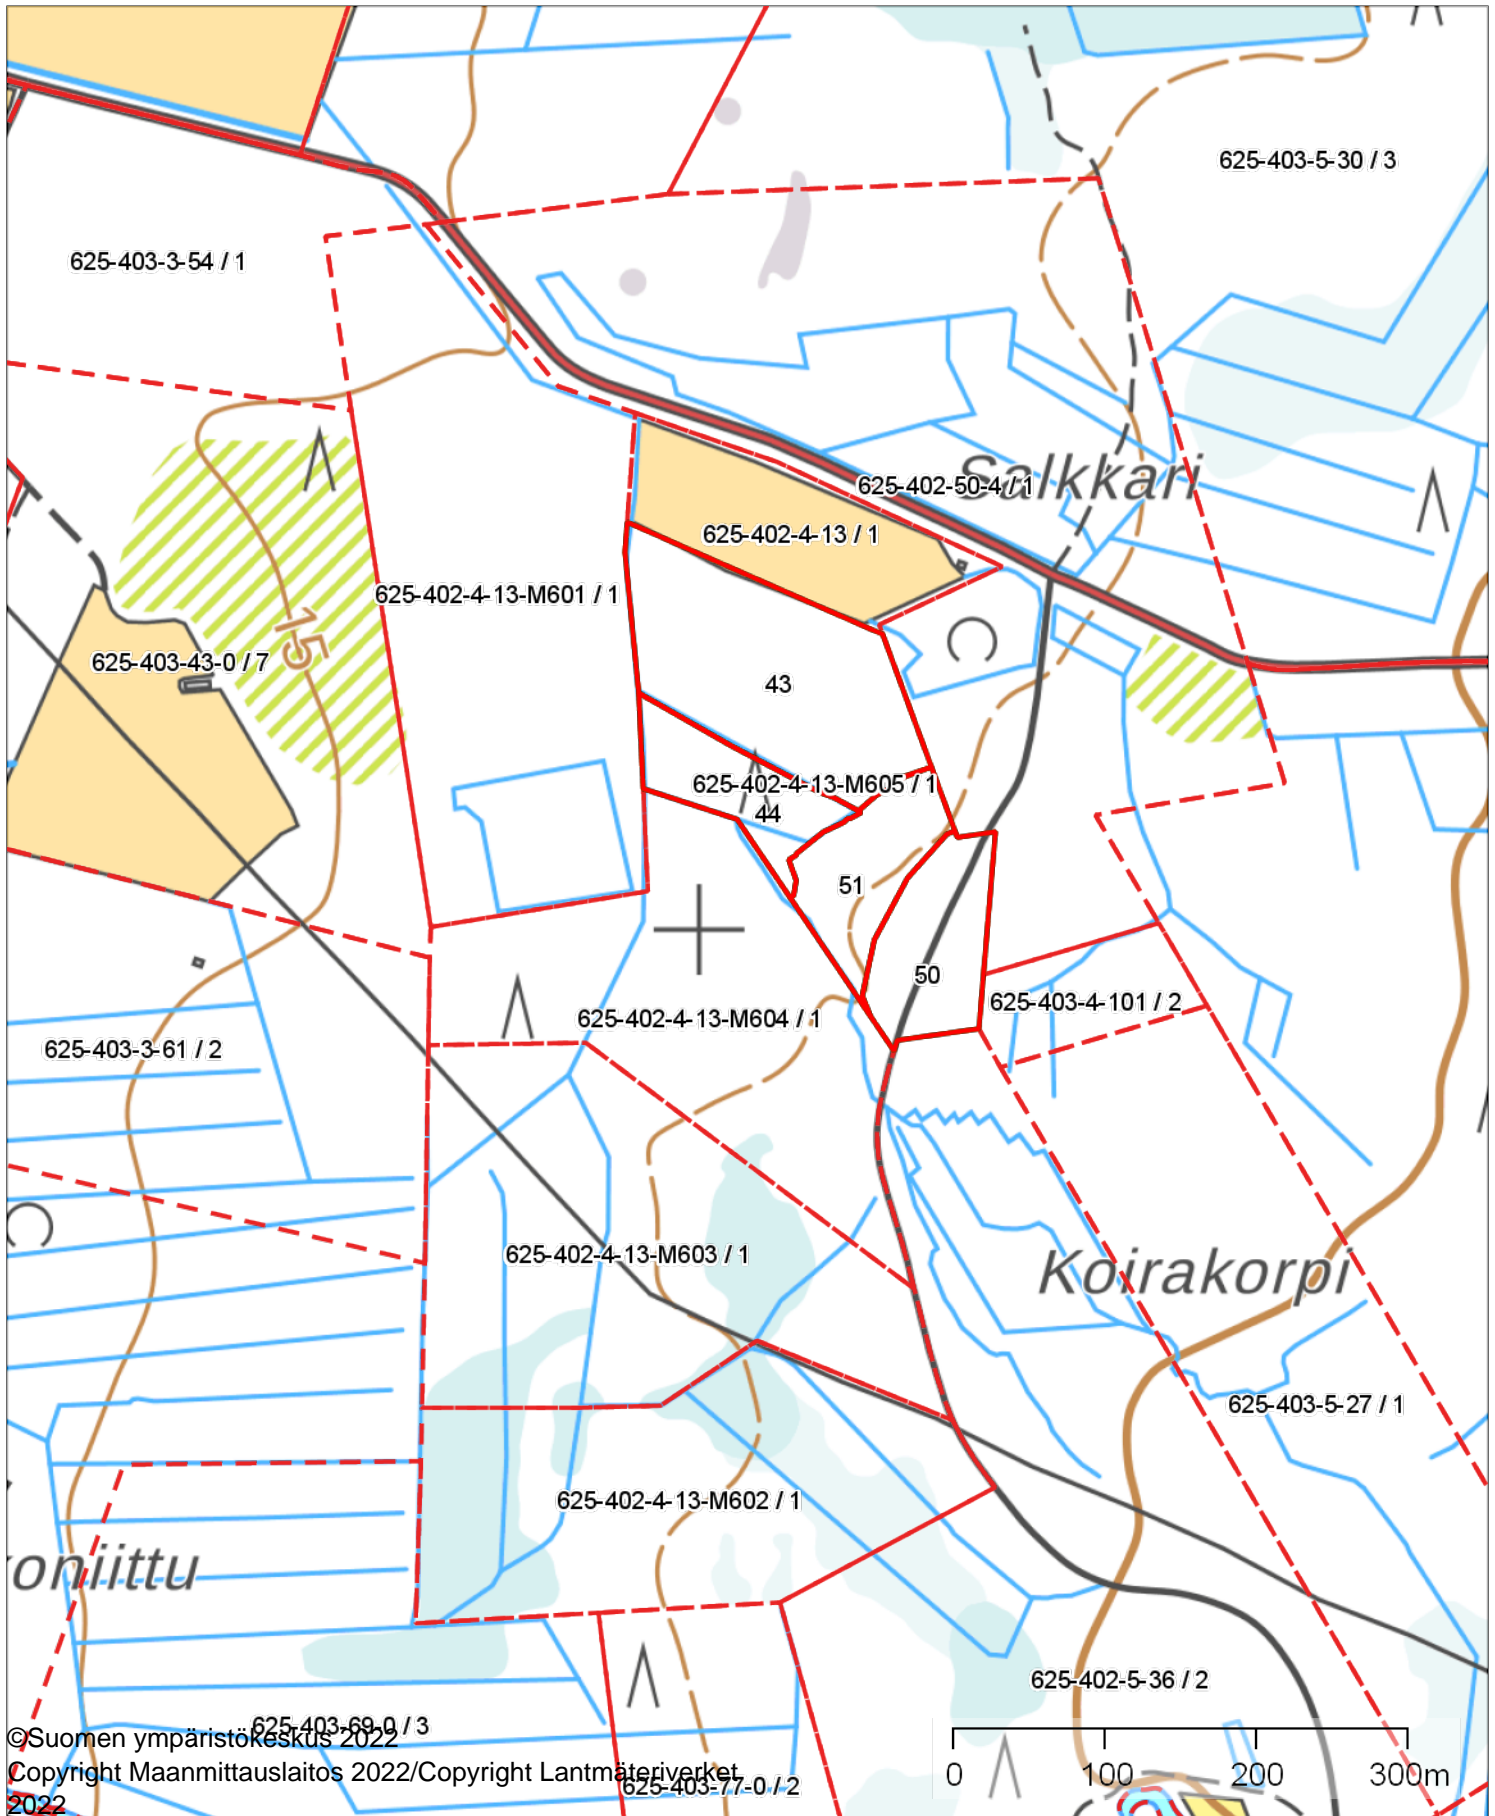 625-403-5-30 / 3
625-403-3-54 / 1
Salkkari
625-402-50-4 / 1
625-402-4-13 / 1
625-402-4-13-M601 / 1
15
625-403-43-0 / 7
43
625-402-4-13-M605 / 1
44
51
50
625-403-4-101 / 2
625-402-4-13-M604 / 1
625-403-3-61 / 2
625-402-4-13-M603 / 1
Koirakorpi
625-403-5-27 / 1
625-402-4-13-M602 / 1
oniittu
625-402-5-36 / 2
625-403-69-0 / 3
©Suomen ympäristökeskus 2022
Copyright Maanmittauslaitos 2022/Copyright Lantmäteriverket
2022
625-403-77-0 / 2
0 100 200 300m